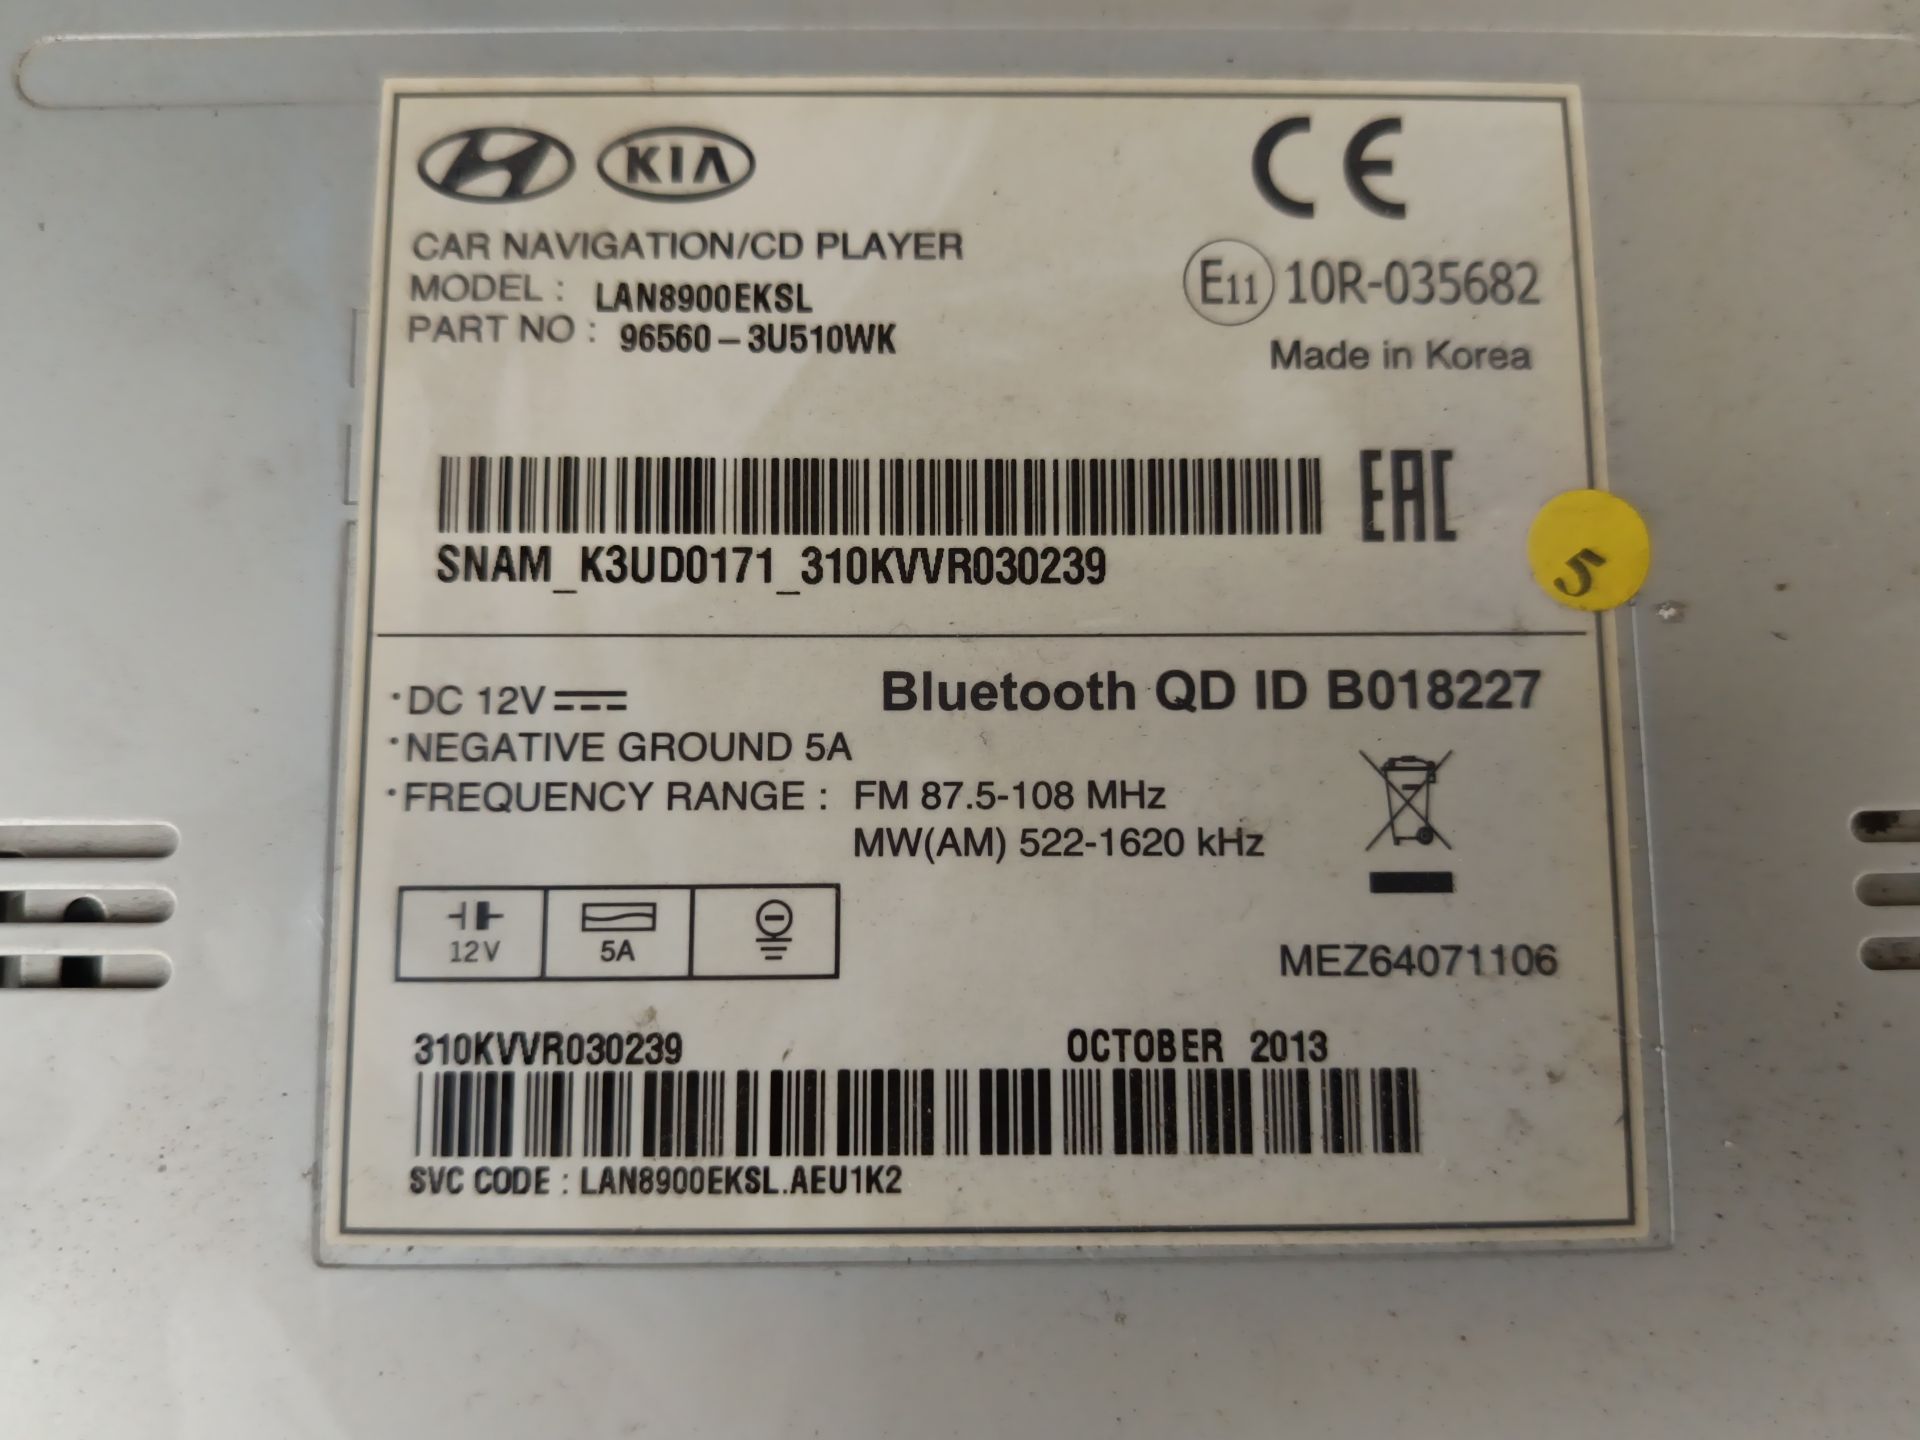 KIA
CE
CAR NAVIGATION/CD PLAYER
MODEL : LAN8900EKSL
PART NO : 96560-3U510WK
E11 10R-035682
Made in Korea
EAC
SNAM_K3UD0171_310KVVR030239
5
·DC 12V
Bluetooth QD ID B018227
·NEGATIVE GROUND 5A
·FREQUENCY RANGE : FM 87.5-108 MHz
MW(AM) 522-1620 kHz
12V 5A
MEZ64071106
310KVVR030239 OCTOBER 2013
SVC CODE : LAN8900EKSL.AEU1K2